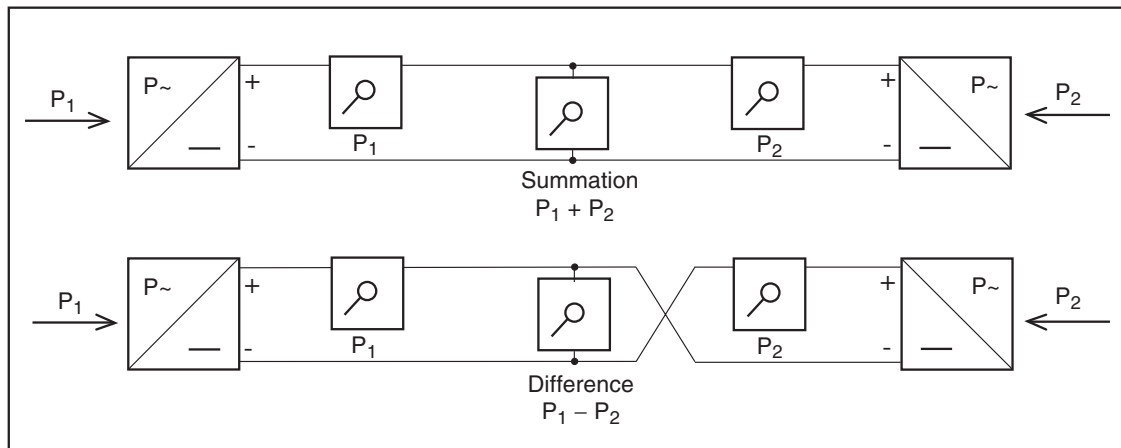 P~
P~
P₁
+
+
P₂
-
P₁
P₂
-
Summation
P₁ + P₂
P~
P~
P₁
+
+
P₂
-
P₁
P₂
-
Difference
P₁ − P₂